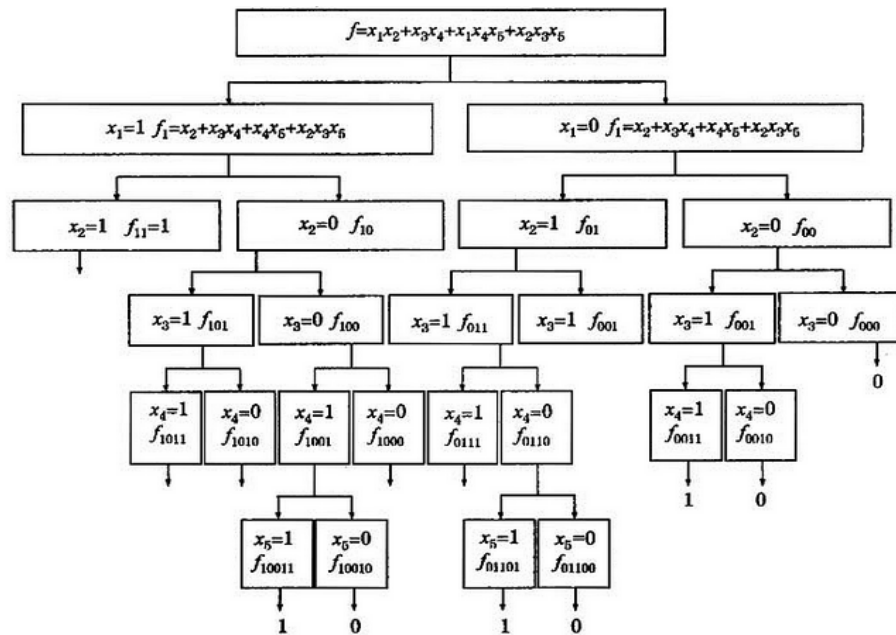 f=x₁x₂+x₃x₄+x₁x₄x₅+x₂x₃x₅
x₁=1 f₁=x₂+x₃x₄+x₄x₅+x₂x₃x₅
x₁=0 f₁=x₂+x₃x₄+x₄x₅+x₂x₃x₅
x₂=1 f₁₁=1
x₂=0 f₁₀
x₂=1 f₀₁
x₂=0 f₀₀
x₃=1 f₁₀₁
x₃=0 f₁₀₀
x₃=1 f₀₁₁
x₃=1 f₀₀₁
x₃=1 f₀₀₁
x₃=0 f₀₀₀
0
x₄=1
f₁₀₁₁
x₄=0
f₁₀₁₀
x₄=1
f₁₀₀₁
x₄=0
f₁₀₀₀
x₄=1
f₀₁₁₁
x₄=0
f₀₁₁₀
x₄=1
f₀₀₁₁
x₄=0
f₀₀₁₀
1
0
x₅=1
f₁₀₀₁₁
x₅=0
f₁₀₀₁₀
x₅=1
f₀₁₁₀₁
x₅=0
f₀₁₁₀₀
1
0
1
0